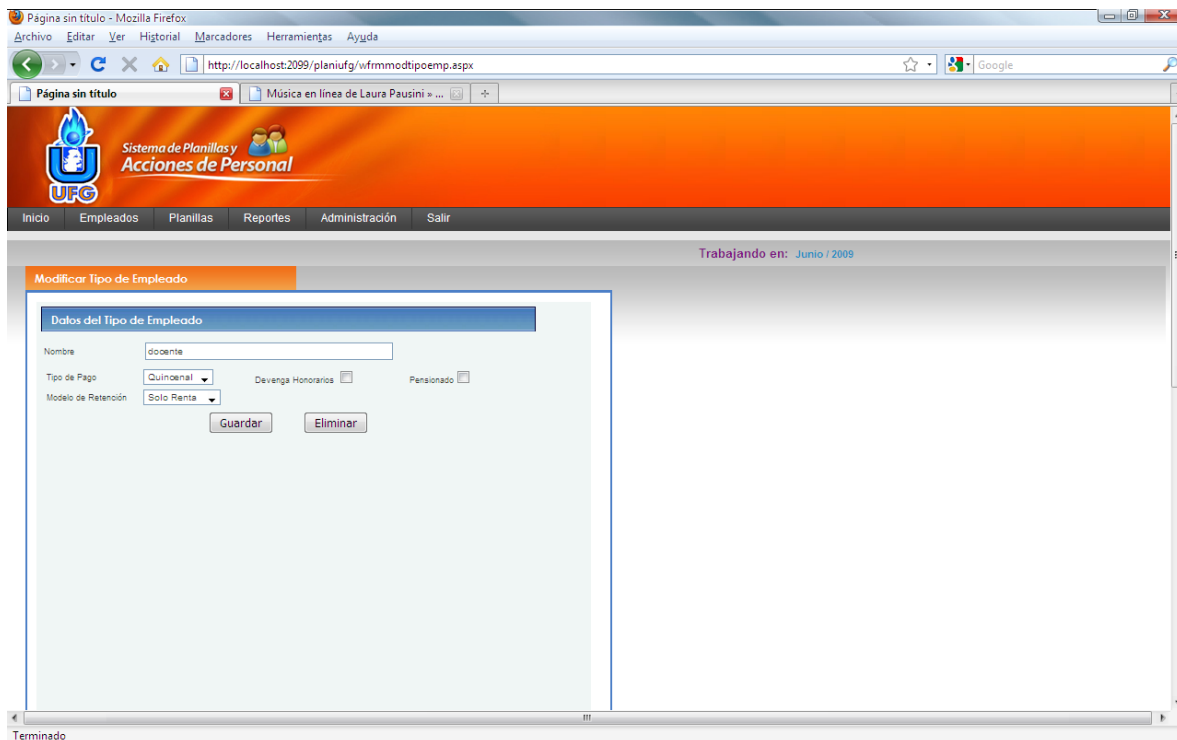 Página sin título - Mozilla Firefox
Archivo Editar Ver Historial Marcadores Herramientas Ayuda
http://localhost:2099/planiufg/wfrmmodtipoemp.aspx
Google
Página sin título
Música en línea de Laura Pausini » ...
Sistema de Planillas y
Acciones de Personal
UFG
Inicio Empleados Planillas Reportes Administración Salir
Trabajando en: Junio / 2009
Modificar Tipo de Empleado
Datos del Tipo de Empleado
Nombre docente
Tipo de Pago Quincenal Devenga Honorarios Pensionado
Modelo de Retención Solo Renta
Guardar Eliminar
Terminado